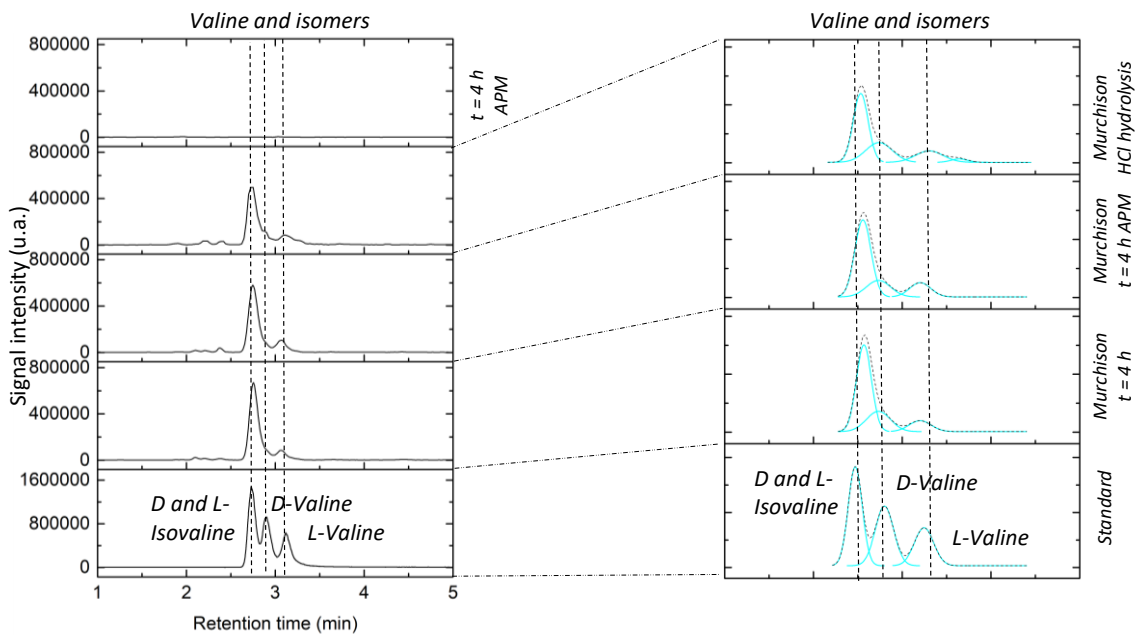 Valine and isomers
Valine and isomers
Signal intensity (u.a.)
800000
400000
0
t = 4 h
APM
800000
400000
0
800000
400000
0
800000
400000
0
1600000
800000
0
D and L-
Isovaline
D-Valine
L-Valine
1
2
3
4
5
Retention time (min)
Murchison
HCl hydrolysis
Murchison
t = 4 h APM
Murchison
t = 4 h
Standard
D and L-
Isovaline
D-Valine
L-Valine